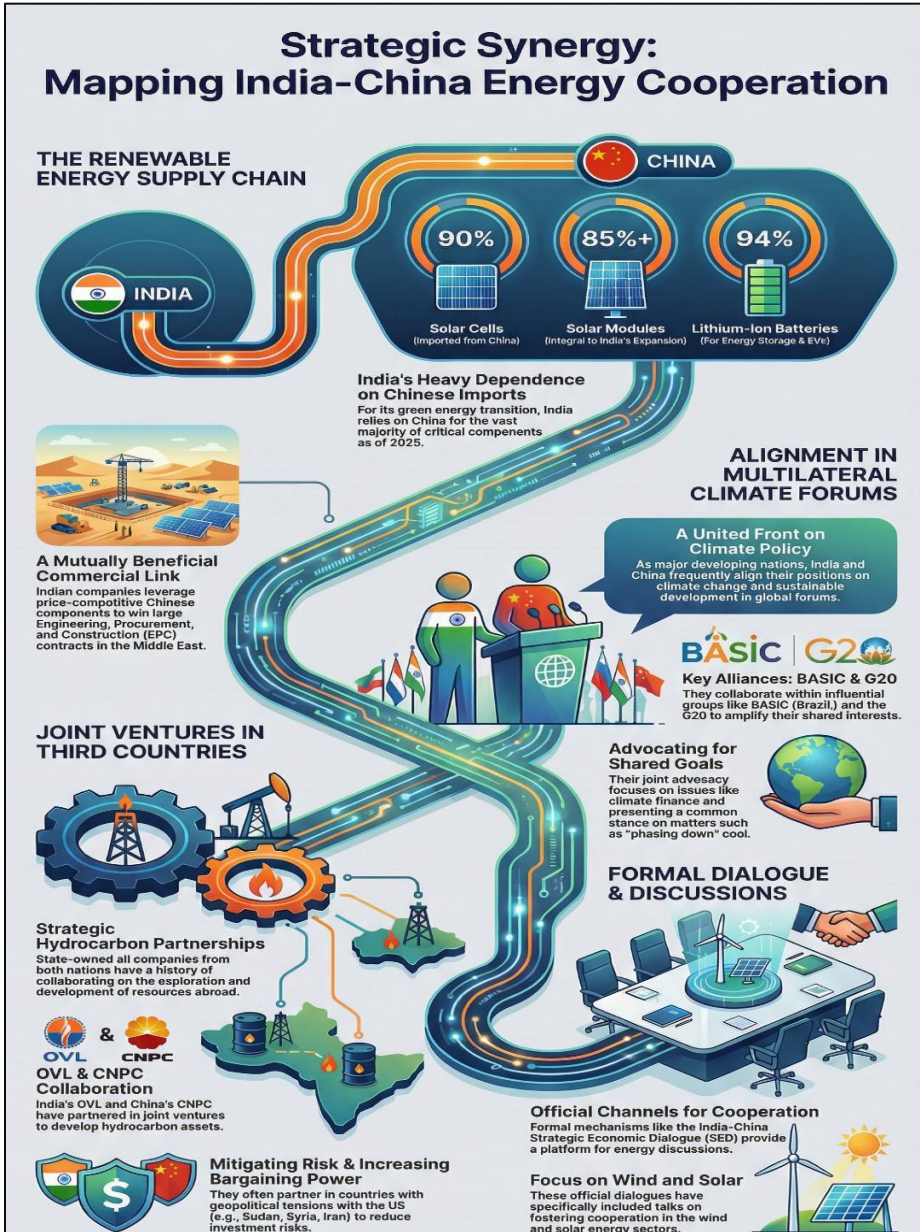 Strategic Synergy:
Mapping India-China Energy Cooperation
THE RENEWABLE
ENERGY SUPPLY CHAIN
INDIA
CHINA
90%
Solar Cells
(Imported from China)
85%+
Solar Modules
(Integral to India's Expansion)
94%
Lithium-Ion Batteries
(For Energy Storage & EVs)
India's Heavy Dependence
on Chinese Imports
For its green energy transition, India
relies on China for the vast
majority of critical compenents
as of 2025.
A Mutually Beneficial
Commercial Link
Indian companies leverage
price-compotitive Chinese
components to win large
Engineering, Procurement,
and Construction (EPC)
contracts in the Middle East.
ALIGNMENT IN
MULTILATERAL
CLIMATE FORUMS
A United Front on
Climate Policy
As major developing nations, India and
China frequently align their positions on
climate change and sustainable
development in global forums.
BASiC | G20
Key Alliances: BASIC & G20
They collaborate within influential
groups like BASIC (Brazil,) and the
G20 to amplify their shared interests.
Advocating for
Shared Goals
Their joint advesacy
focuses on issues like
climate finance and
presenting a common
stance on matters such
as "phasing down" cool.
JOINT VENTURES IN
THIRD COUNTRIES
Strategic
Hydrocarbon Partnerships
State-owned all companies from
both nations have a history of
collaborating on the esploration and
development of resources abroad.
OVL & CNPC
OVL & CNPC
Collaboration
India's OVL and China's CNPC
have partnered in joint ventures
to develop hydrocarbon assets.
$
Mitigating Risk & Increasing
Bargaining Power
They often partner in countries with
geopolitical tensions with the US
(e.g., Sudan, Syria, Iran) to reduce
investment risks.
FORMAL DIALOGUE
& DISCUSSIONS
Official Channels for Cooperation
Formal mechanisms like the India-China
Strategic Economic Dialogue (SED) provide
a platform for energy discussions.
Focus on Wind and Solar
These official dialogues have
specifically included talks on
fostering cooperation in the wind
and solar energy sectors.